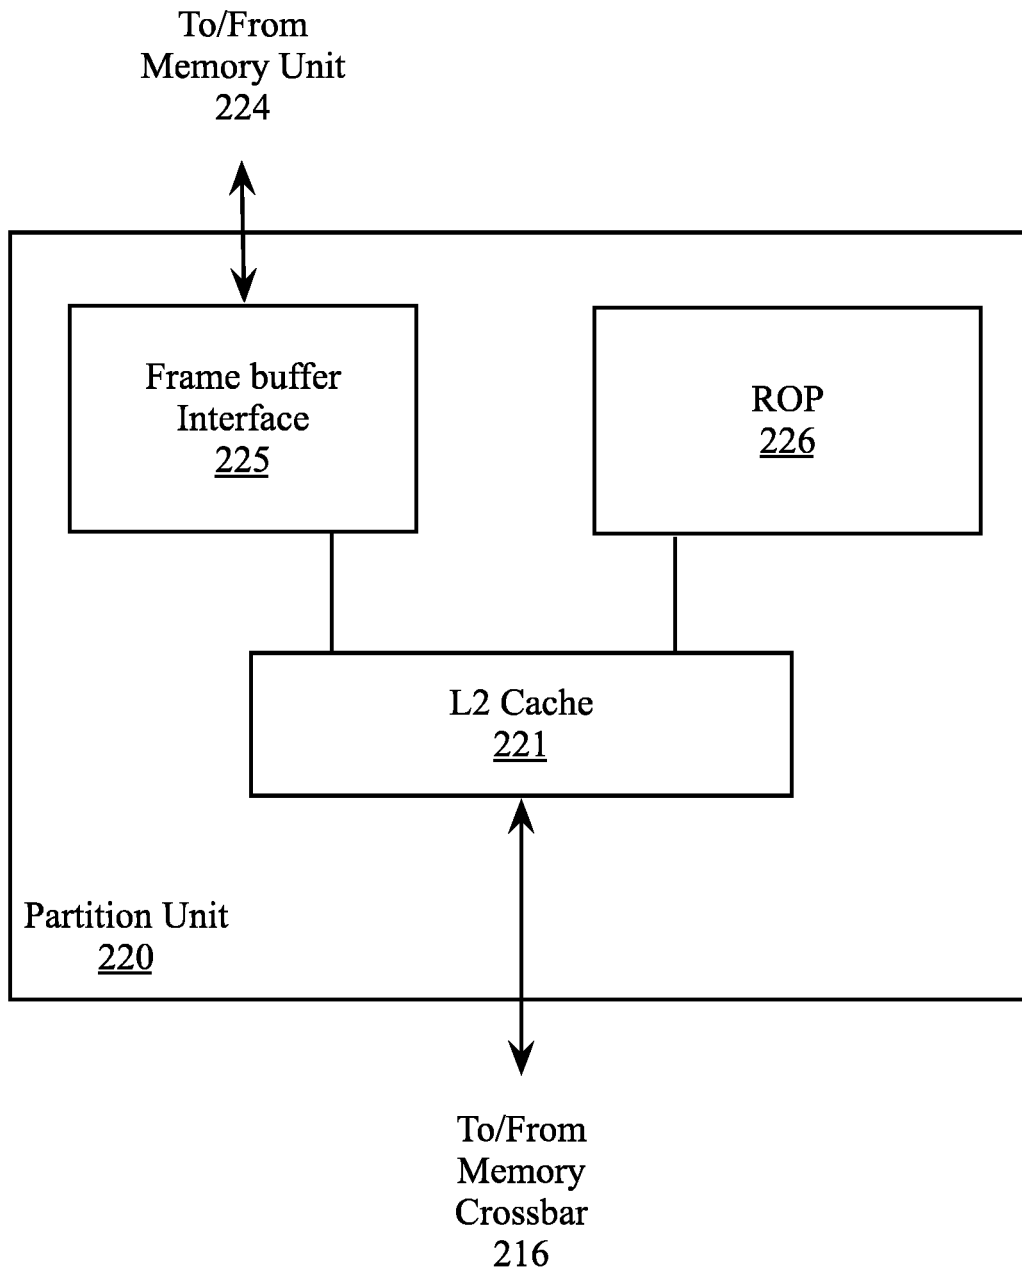 To/From
Memory Unit
224
Frame buffer
Interface
225
ROP
226
L2 Cache
221
Partition Unit
220
To/From
Memory
Crossbar
216